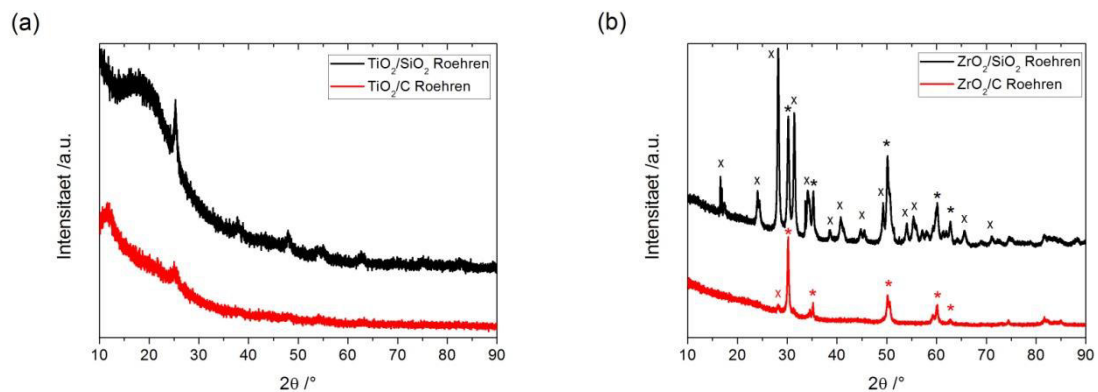 (a)
Intensitaet /a.u.
TiO₂/SiO₂ Roehren
TiO₂/C Roehren
10 20 30 40 50 60 70 80 90
2θ /°
(b)
Intensitaet /a.u.
ZrO₂/SiO₂ Roehren
ZrO₂/C Roehren
x x x * x x * x x x x * x x * * x x
x * * * * *
10 20 30 40 50 60 70 80 90
2θ /°